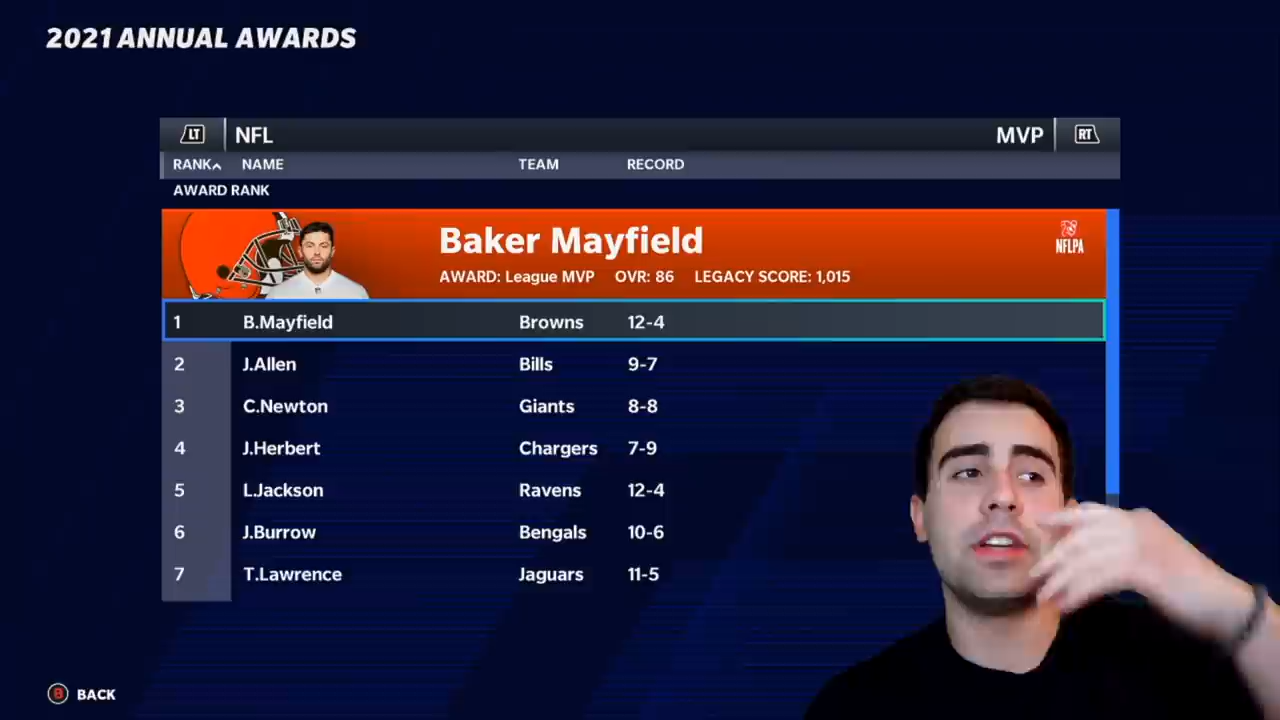 2021 ANNUAL AWARDS
LT NFL MVP RT
RANK NAME TEAM RECORD
AWARD RANK
Baker Mayfield
AWARD: League MVP OVR: 86 LEGACY SCORE: 1,015
NFLPA
1 B.Mayfield Browns 12-4
2 J.Allen Bills 9-7
3 C.Newton Giants 8-8
4 J.Herbert Chargers 7-9
5 L.Jackson Ravens 12-4
6 J.Burrow Bengals 10-6
7 T.Lawrence Jaguars 11-5
B BACK